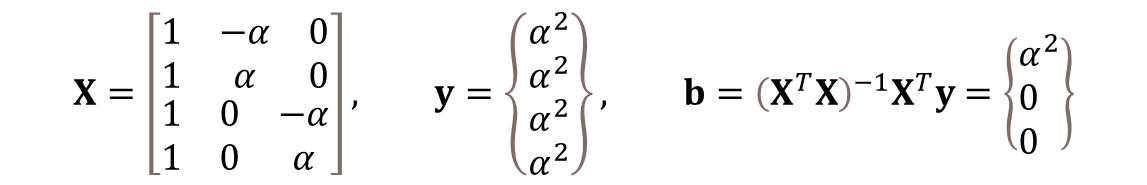 𝐗 = [1 −α 0; 1 α 0; 1 0 −α; 1 0 α], 𝐲 = {α²; α²; α²; α²}, 𝐛 = (𝐗ᵀ𝐗)⁻¹𝐗ᵀ𝐲 = {α²; 0; 0}